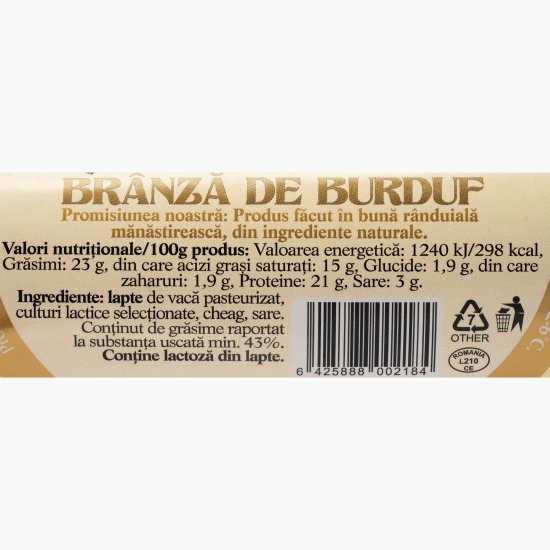 BRÂNZĂ DE BURDUF
Promisiunea noastră: Produs făcut în bună rânduială
mănăstirească, din ingrediente naturale.
Valori nutriționale/100g produs: Valoarea energetică: 1240 kJ/298 kcal,
Grăsimi: 23 g, din care acizi grași saturați: 15 g, Glucide: 1,9 g, din care
zaharuri: 1,9 g, Proteine: 21 g, Sare: 3 g.
Ingrediente: lapte de vacă pasteurizat,
culturi lactice selecționate, cheag, sare.
Conținut de grăsime raportat
la substanța uscată min. 43%.
Conține lactoză din lapte.
6 425888 002184
7
OTHER
ROMANIA
L210
CE